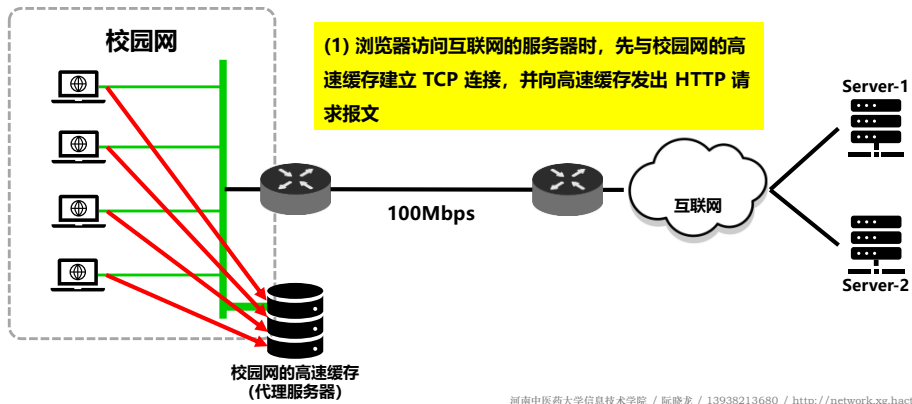 校园网
(1) 浏览器访问互联网的服务器时，先与校园网的高
速缓存建立 TCP 连接，并向高速缓存发出 HTTP 请
求报文
Server-1
互联网
100Mbps
Server-2
校园网的高速缓存
(代理服务器)
河南中医药大学信息技术学院 / 阮晓龙 / 13938213680 / http://network.xg.hact